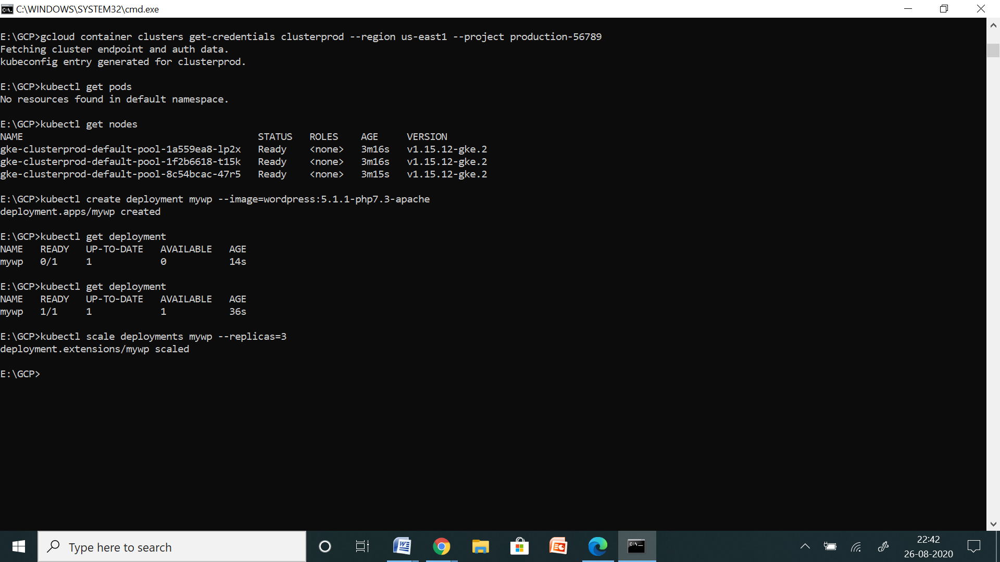 C:\WINDOWS\SYSTEM32\cmd.exe
E:\GCP>gcloud container clusters get-credentials clusterprod --region us-east1 --project production-56789
Fetching cluster endpoint and auth data.
kubeconfig entry generated for clusterprod.
E:\GCP>kubectl get pods
No resources found in default namespace.
E:\GCP>kubectl get nodes
NAME STATUS ROLES AGE VERSION
gke-clusterprod-default-pool-1a559ea8-lp2x Ready <none> 3m16s v1.15.12-gke.2
gke-clusterprod-default-pool-1f2b6618-t15k Ready <none> 3m16s v1.15.12-gke.2
gke-clusterprod-default-pool-8c54bcac-47r5 Ready <none> 3m15s v1.15.12-gke.2
E:\GCP>kubectl create deployment mywp --image=wordpress:5.1.1-php7.3-apache
deployment.apps/mywp created
E:\GCP>kubectl get deployment
NAME READY UP-TO-DATE AVAILABLE AGE
mywp 0/1 1 0 14s
E:\GCP>kubectl get deployment
NAME READY UP-TO-DATE AVAILABLE AGE
mywp 1/1 1 1 36s
E:\GCP>kubectl scale deployments mywp --replicas=3
deployment.extensions/mywp scaled
E:\GCP>
Type here to search
22:42
26-08-2020